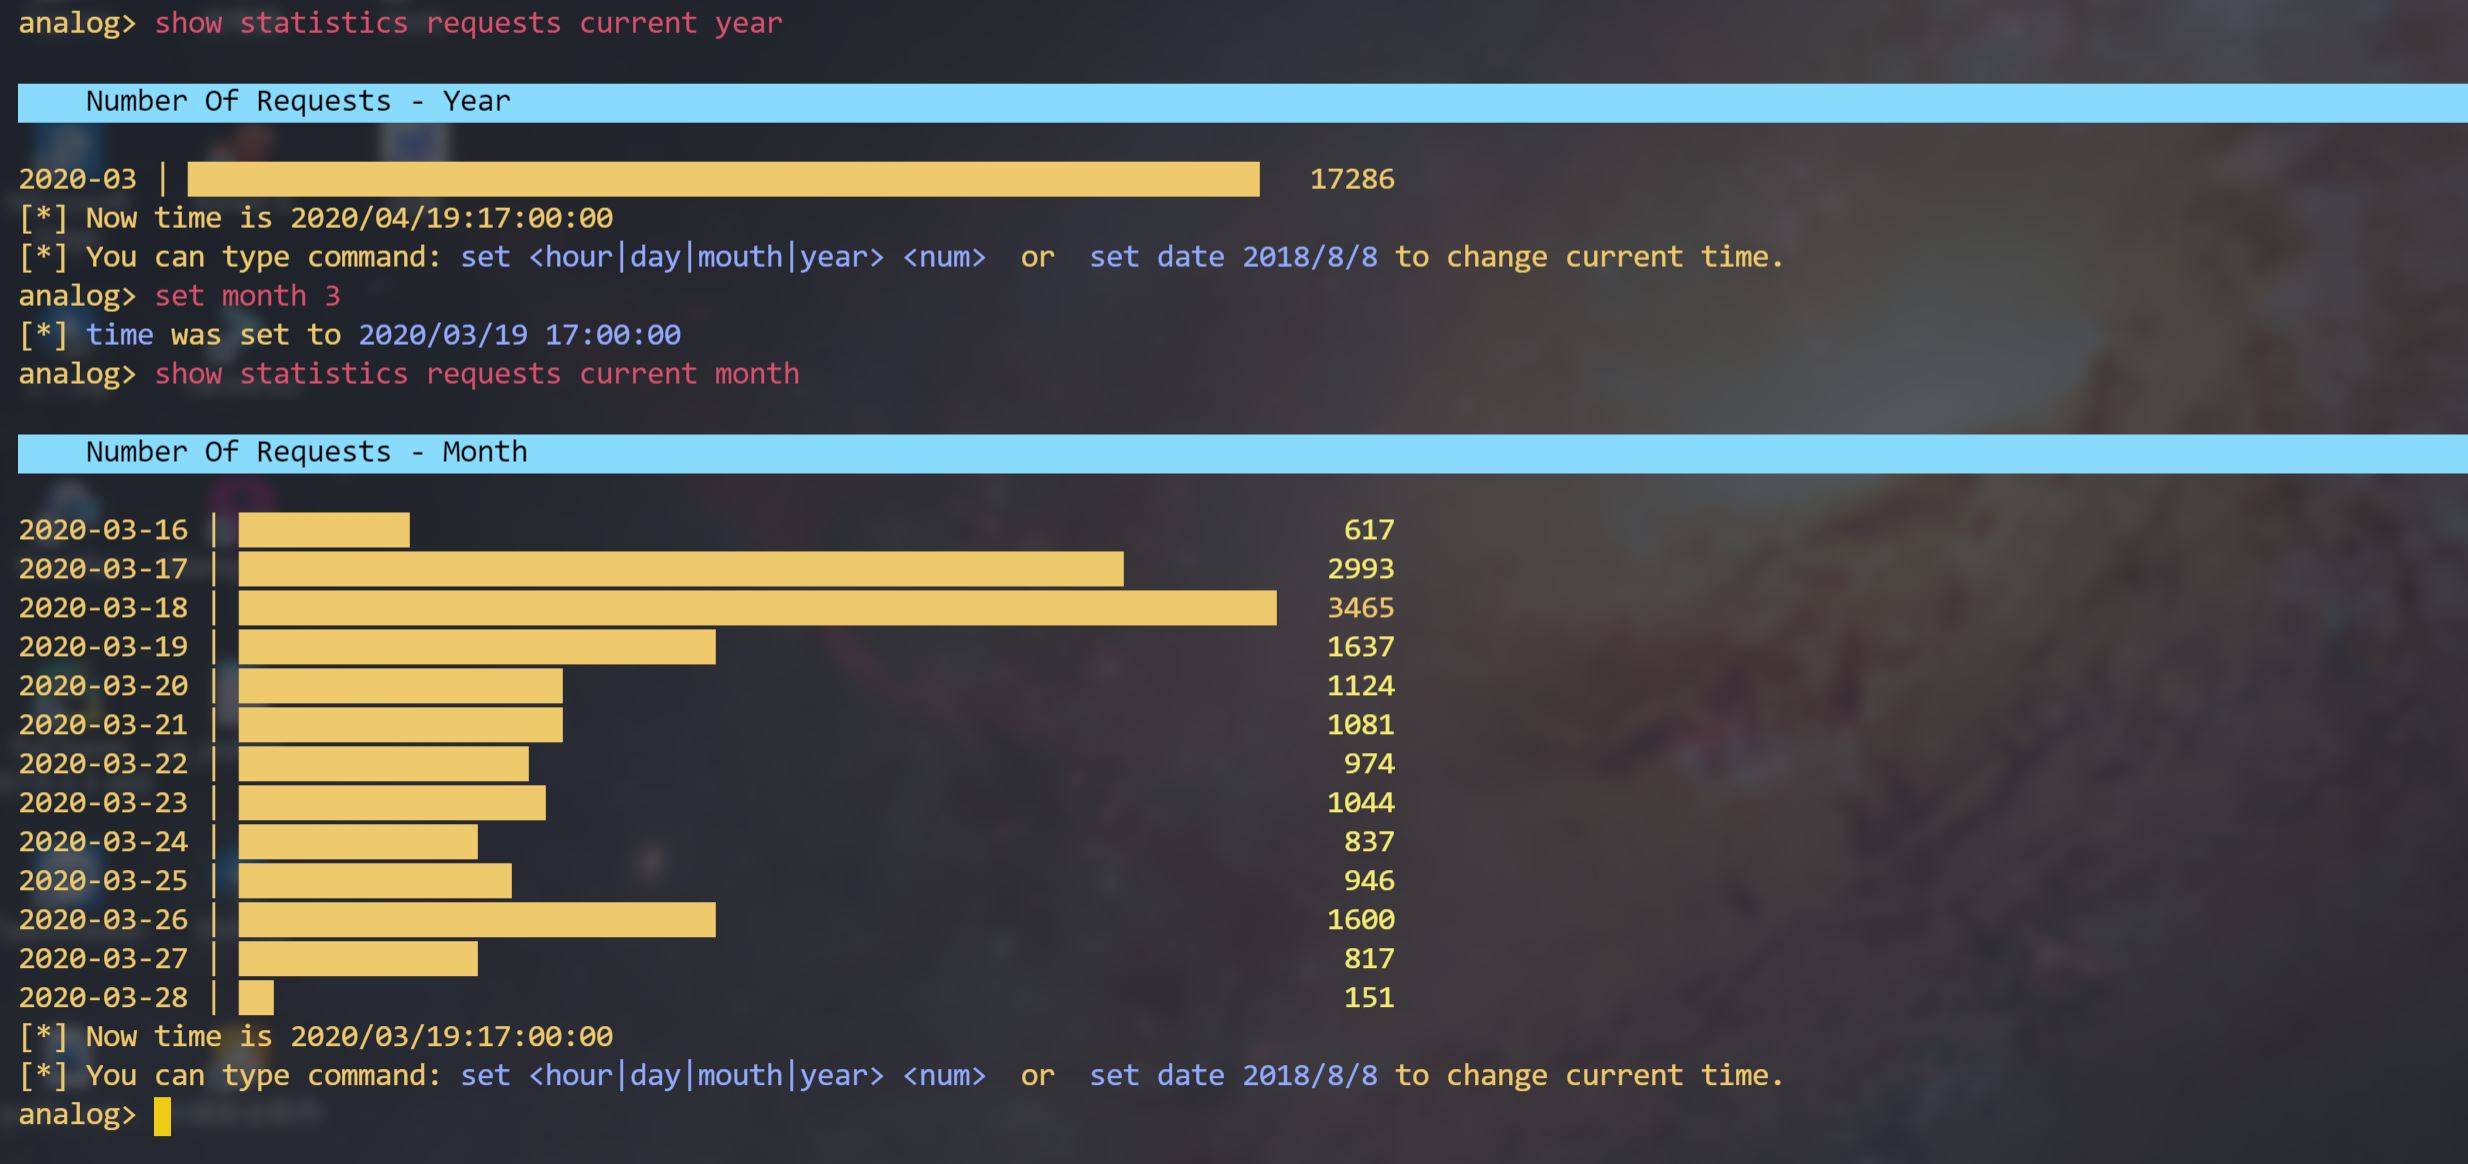 analog> show statistics requests current year
Number Of Requests - Year
2020-03 | 17286
[*] Now time is 2020/04/19:17:00:00
[*] You can type command: set <hour|day|mouth|year> <num>  or  set date 2018/8/8 to change current time.
analog> set month 3
[*] time was set to 2020/03/19 17:00:00
analog> show statistics requests current month
Number Of Requests - Month
2020-03-16 | 617
2020-03-17 | 2993
2020-03-18 | 3465
2020-03-19 | 1637
2020-03-20 | 1124
2020-03-21 | 1081
2020-03-22 | 974
2020-03-23 | 1044
2020-03-24 | 837
2020-03-25 | 946
2020-03-26 | 1600
2020-03-27 | 817
2020-03-28 | 151
[*] Now time is 2020/03/19:17:00:00
[*] You can type command: set <hour|day|mouth|year> <num>  or  set date 2018/8/8 to change current time.
analog>